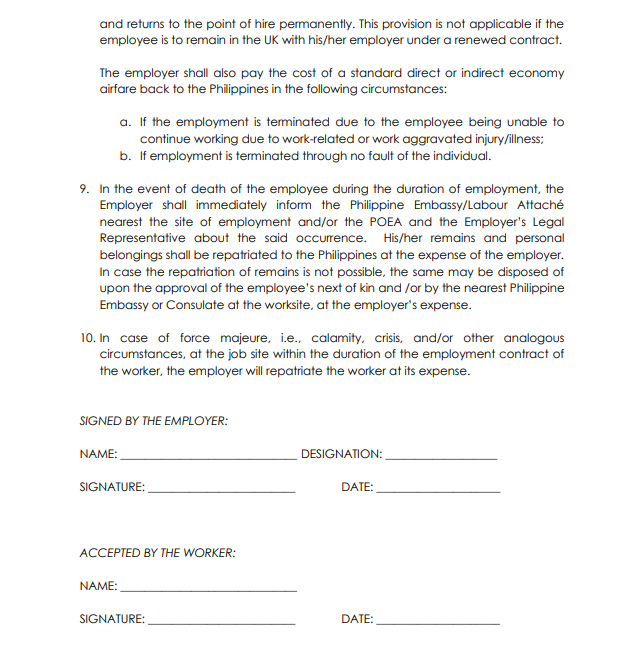 and returns to the point of hire permanently. This provision is not applicable if the
employee is to remain in the UK with his/her employer under a renewed contract.
The employer shall also pay the cost of a standard direct or indirect economy
airfare back to the Philippines in the following circumstances:
a. If the employment is terminated due to the employee being unable to
continue working due to work-related or work aggravated injury/illness;
b. If employment is terminated through no fault of the individual.
9. In the event of death of the employee during the duration of employment, the
Employer shall immediately inform the Philippine Embassy/Labour Attaché
nearest the site of employment and/or the POEA and the Employer's Legal
Representative about the said occurrence. His/her remains and personal
belongings shall be repatriated to the Philippines at the expense of the employer.
In case the repatriation of remains is not possible, the same may be disposed of
upon the approval of the employee's next of kin and /or by the nearest Philippine
Embassy or Consulate at the worksite, at the employer's expense.
10. In case of force majeure, i.e., calamity, crisis, and/or other analogous
circumstances, at the job site within the duration of the employment contract of
the worker, the employer will repatriate the worker at its expense.
SIGNED BY THE EMPLOYER:
NAME: ____________________________ DESIGNATION: __________________
SIGNATURE: ________________________ DATE: ____________________
ACCEPTED BY THE WORKER:
NAME: ____________________________
SIGNATURE: ________________________ DATE: ____________________